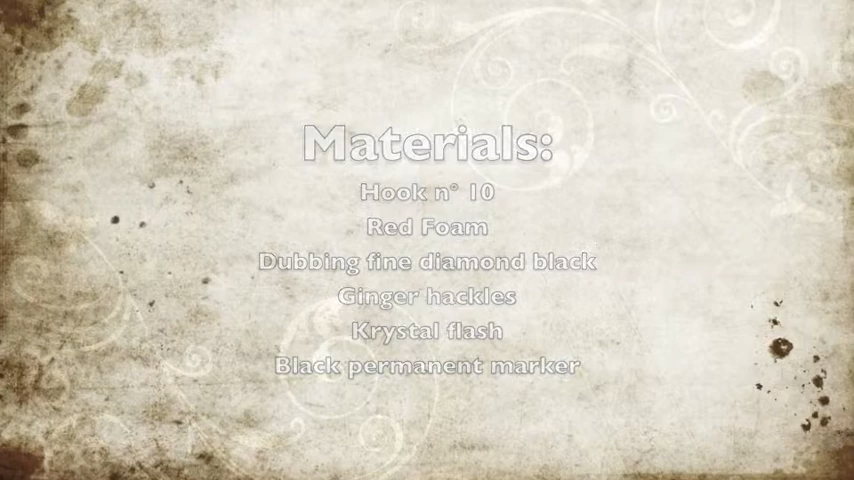 Materials:
Hook n° 10
Red Foam
Dubbing fine diamond black
Ginger hackles
Krystal flash
Black permanent marker